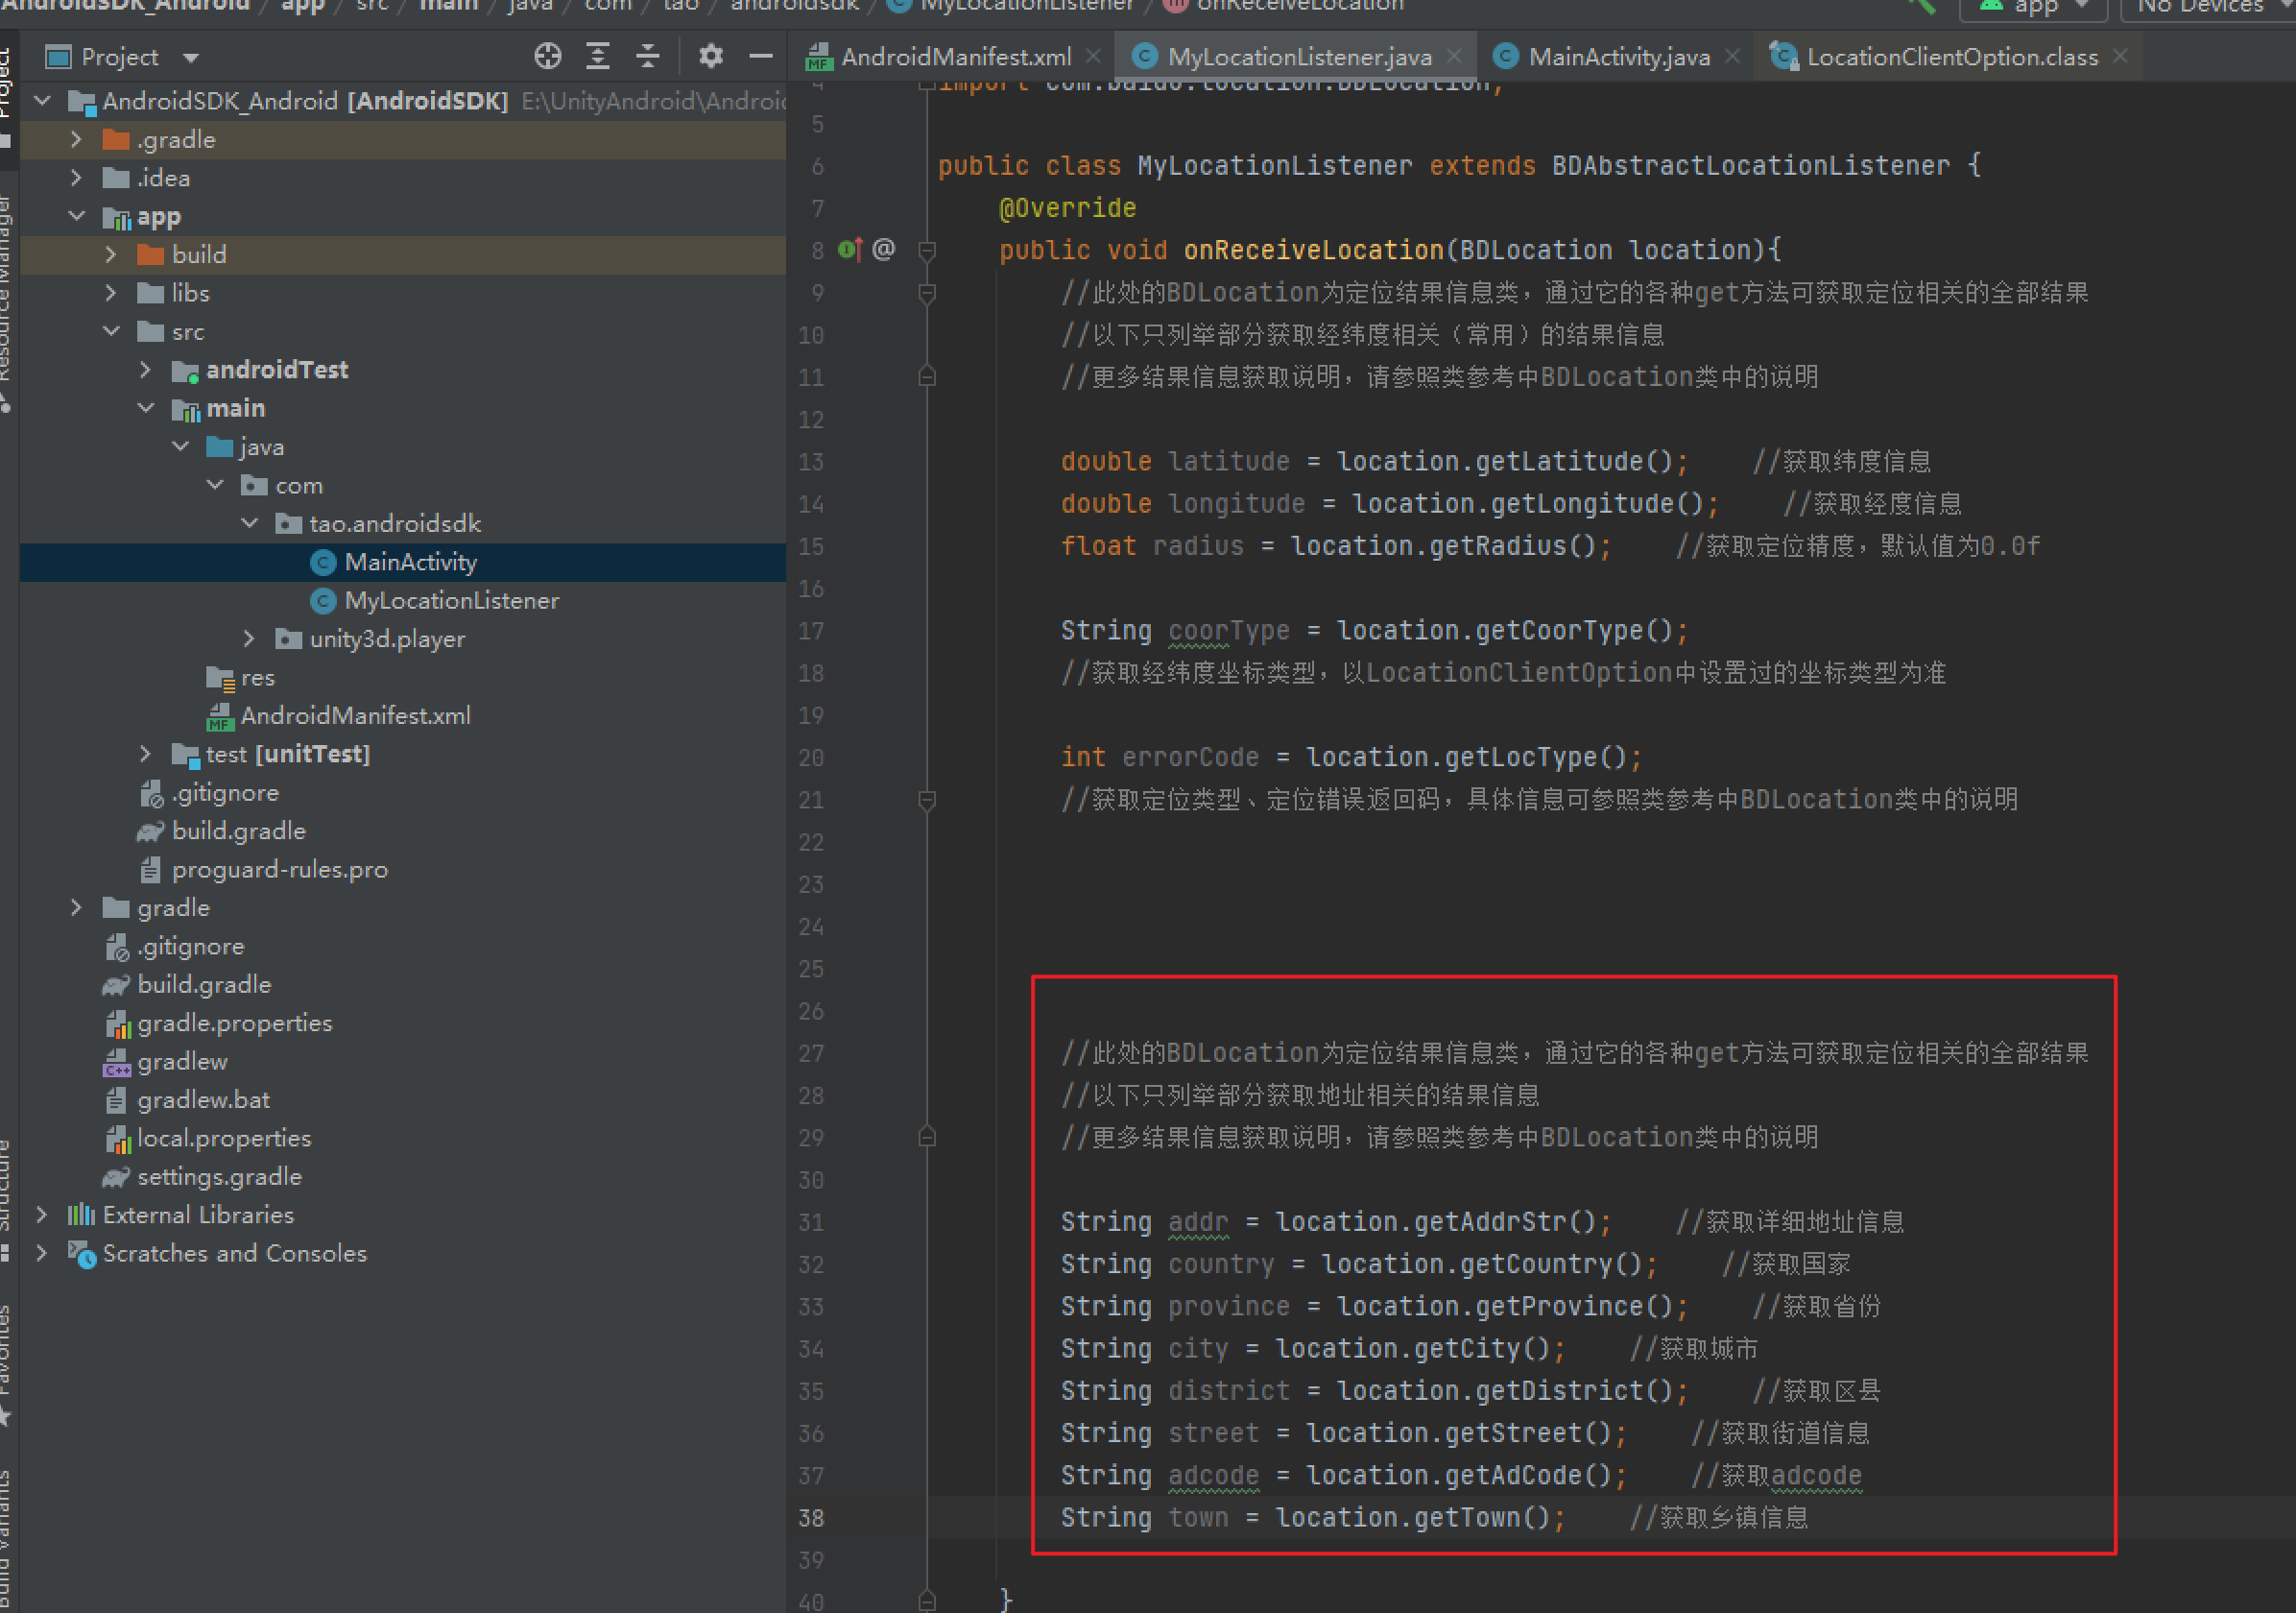 AndroidSDK_Android / app / src / main / java / com / tao / androidsdk / MyLocationListener / onReceiveLocation
app
No Devices
Project
Resource Manager
Structure
Favorites
Build Variants
Project
AndroidSDK_Android [AndroidSDK] E:\UnityAndroid\Android
.gradle
.idea
app
build
libs
src
androidTest
main
java
com
tao.androidsdk
MainActivity
MyLocationListener
unity3d.player
res
AndroidManifest.xml
test [unitTest]
.gitignore
build.gradle
proguard-rules.pro
gradle
.gitignore
build.gradle
gradle.properties
gradlew
gradlew.bat
local.properties
settings.gradle
External Libraries
Scratches and Consoles
AndroidManifest.xml
MyLocationListener.java
MainActivity.java
LocationClientOption.class
4 import com.baidu.location.BDLocation;
5
6 public class MyLocationListener extends BDAbstractLocationListener {
7 @Override
8 public void onReceiveLocation(BDLocation location){
9 //此处的BDLocation为定位结果信息类，通过它的各种get方法可获取定位相关的全部结果
10 //以下只列举部分获取经纬度相关（常用）的结果信息
11 //更多结果信息获取说明，请参照类参考中BDLocation类中的说明
12
13 double latitude = location.getLatitude(); //获取纬度信息
14 double longitude = location.getLongitude(); //获取经度信息
15 float radius = location.getRadius(); //获取定位精度，默认值为0.0f
16
17 String coorType = location.getCoorType();
18 //获取经纬度坐标类型，以LocationClientOption中设置过的坐标类型为准
19
20 int errorCode = location.getLocType();
21 //获取定位类型、定位错误返回码，具体信息可参照类参考中BDLocation类中的说明
22
23
24
25
26
27 //此处的BDLocation为定位结果信息类，通过它的各种get方法可获取定位相关的全部结果
28 //以下只列举部分获取地址相关的结果信息
29 //更多结果信息获取说明，请参照类参考中BDLocation类中的说明
30
31 String addr = location.getAddrStr(); //获取详细地址信息
32 String country = location.getCountry(); //获取国家
33 String province = location.getProvince(); //获取省份
34 String city = location.getCity(); //获取城市
35 String district = location.getDistrict(); //获取区县
36 String street = location.getStreet(); //获取街道信息
37 String adcode = location.getAdCode(); //获取adcode
38 String town = location.getTown(); //获取乡镇信息
39
40 }